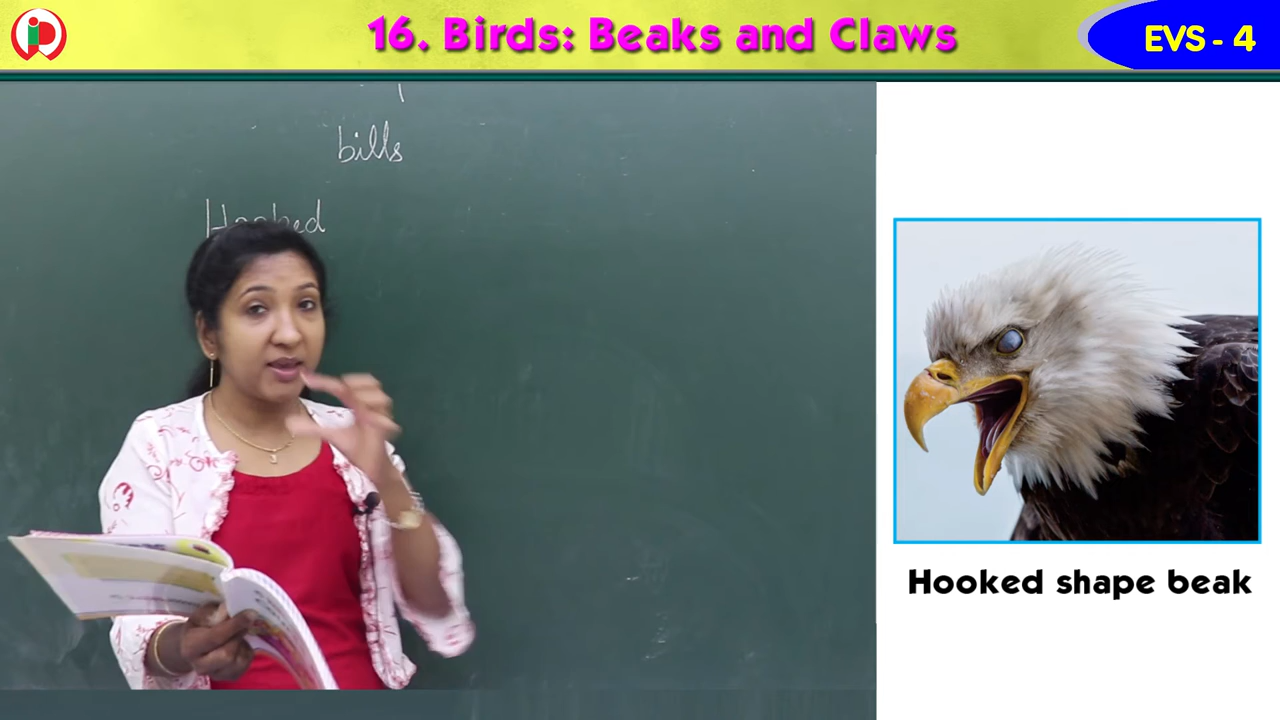 16. Birds: Beaks and Claws
EVS - 4
bills
Hooked
Hooked shape beak